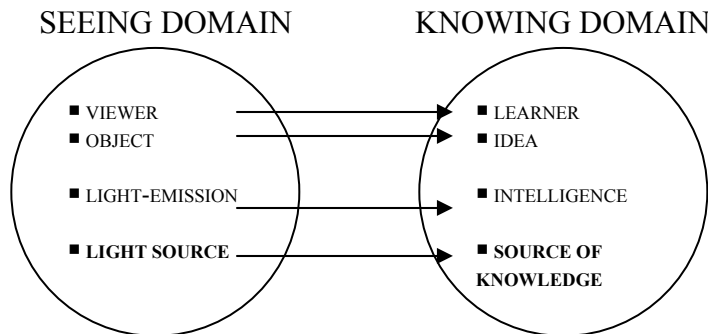 SEEING DOMAIN
KNOWING DOMAIN
▪ VIEWER
▪ OBJECT
▪ LIGHT-EMISSION
▪ LIGHT SOURCE
▪ LEARNER
▪ IDEA
▪ INTELLIGENCE
▪ SOURCE OF
KNOWLEDGE